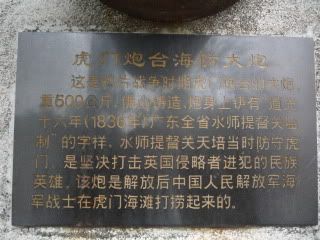 虎门炮台海防大炮
这是鸦片战争时能虎门炮台的大炮，
重500公斤，佛山铸造，炮身上铸有“道光
十六年(1836年)广东全省水师提督关监
制”的字样，水师提督关天培当时防守虎
门，是坚决打击英国侵略者进犯的民族
英雄，该炮是解放后中国人民解放军海
军战士在虎门海滩打捞起来的。